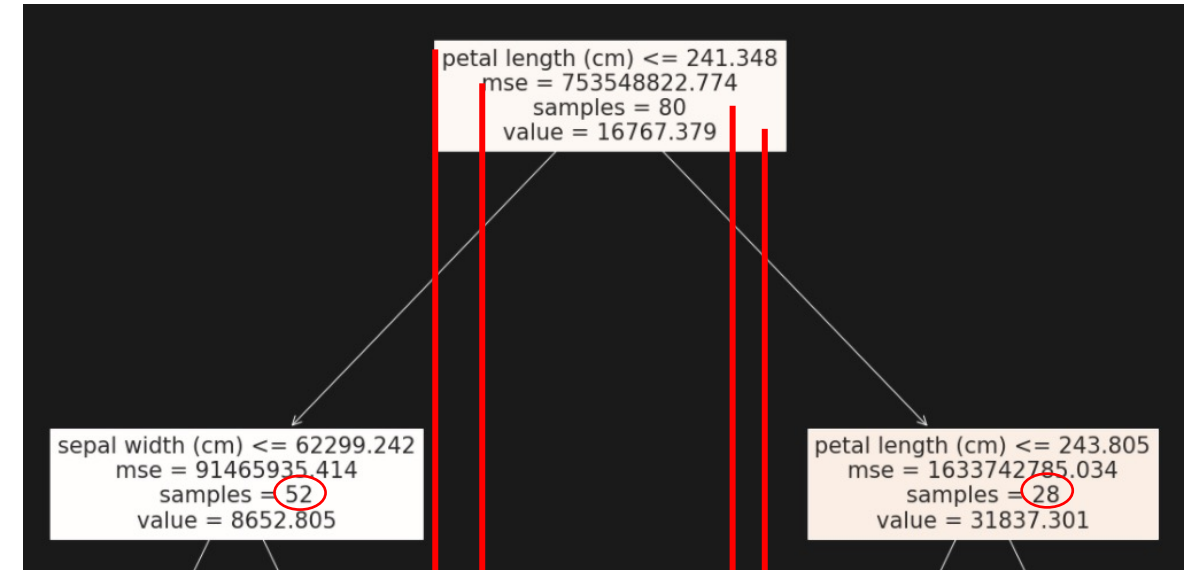 petal length (cm) <= 241.348
mse = 753548822.774
samples = 80
value = 16767.379
sepal width (cm) <= 62299.242
mse = 91465935.414
samples = 52
value = 8652.805
petal length (cm) <= 243.805
mse = 1633742785.034
samples = 28
value = 31837.301